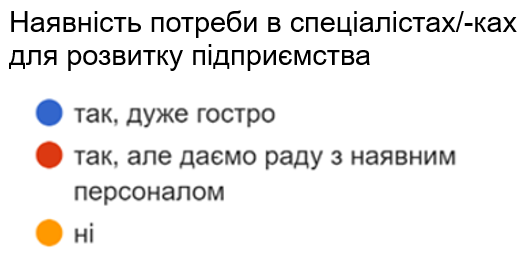 Наявність потреби в спеціалістах/-ках
для розвитку підприємства
так, дуже гостро
так, але даємо раду з наявним
персоналом
ні